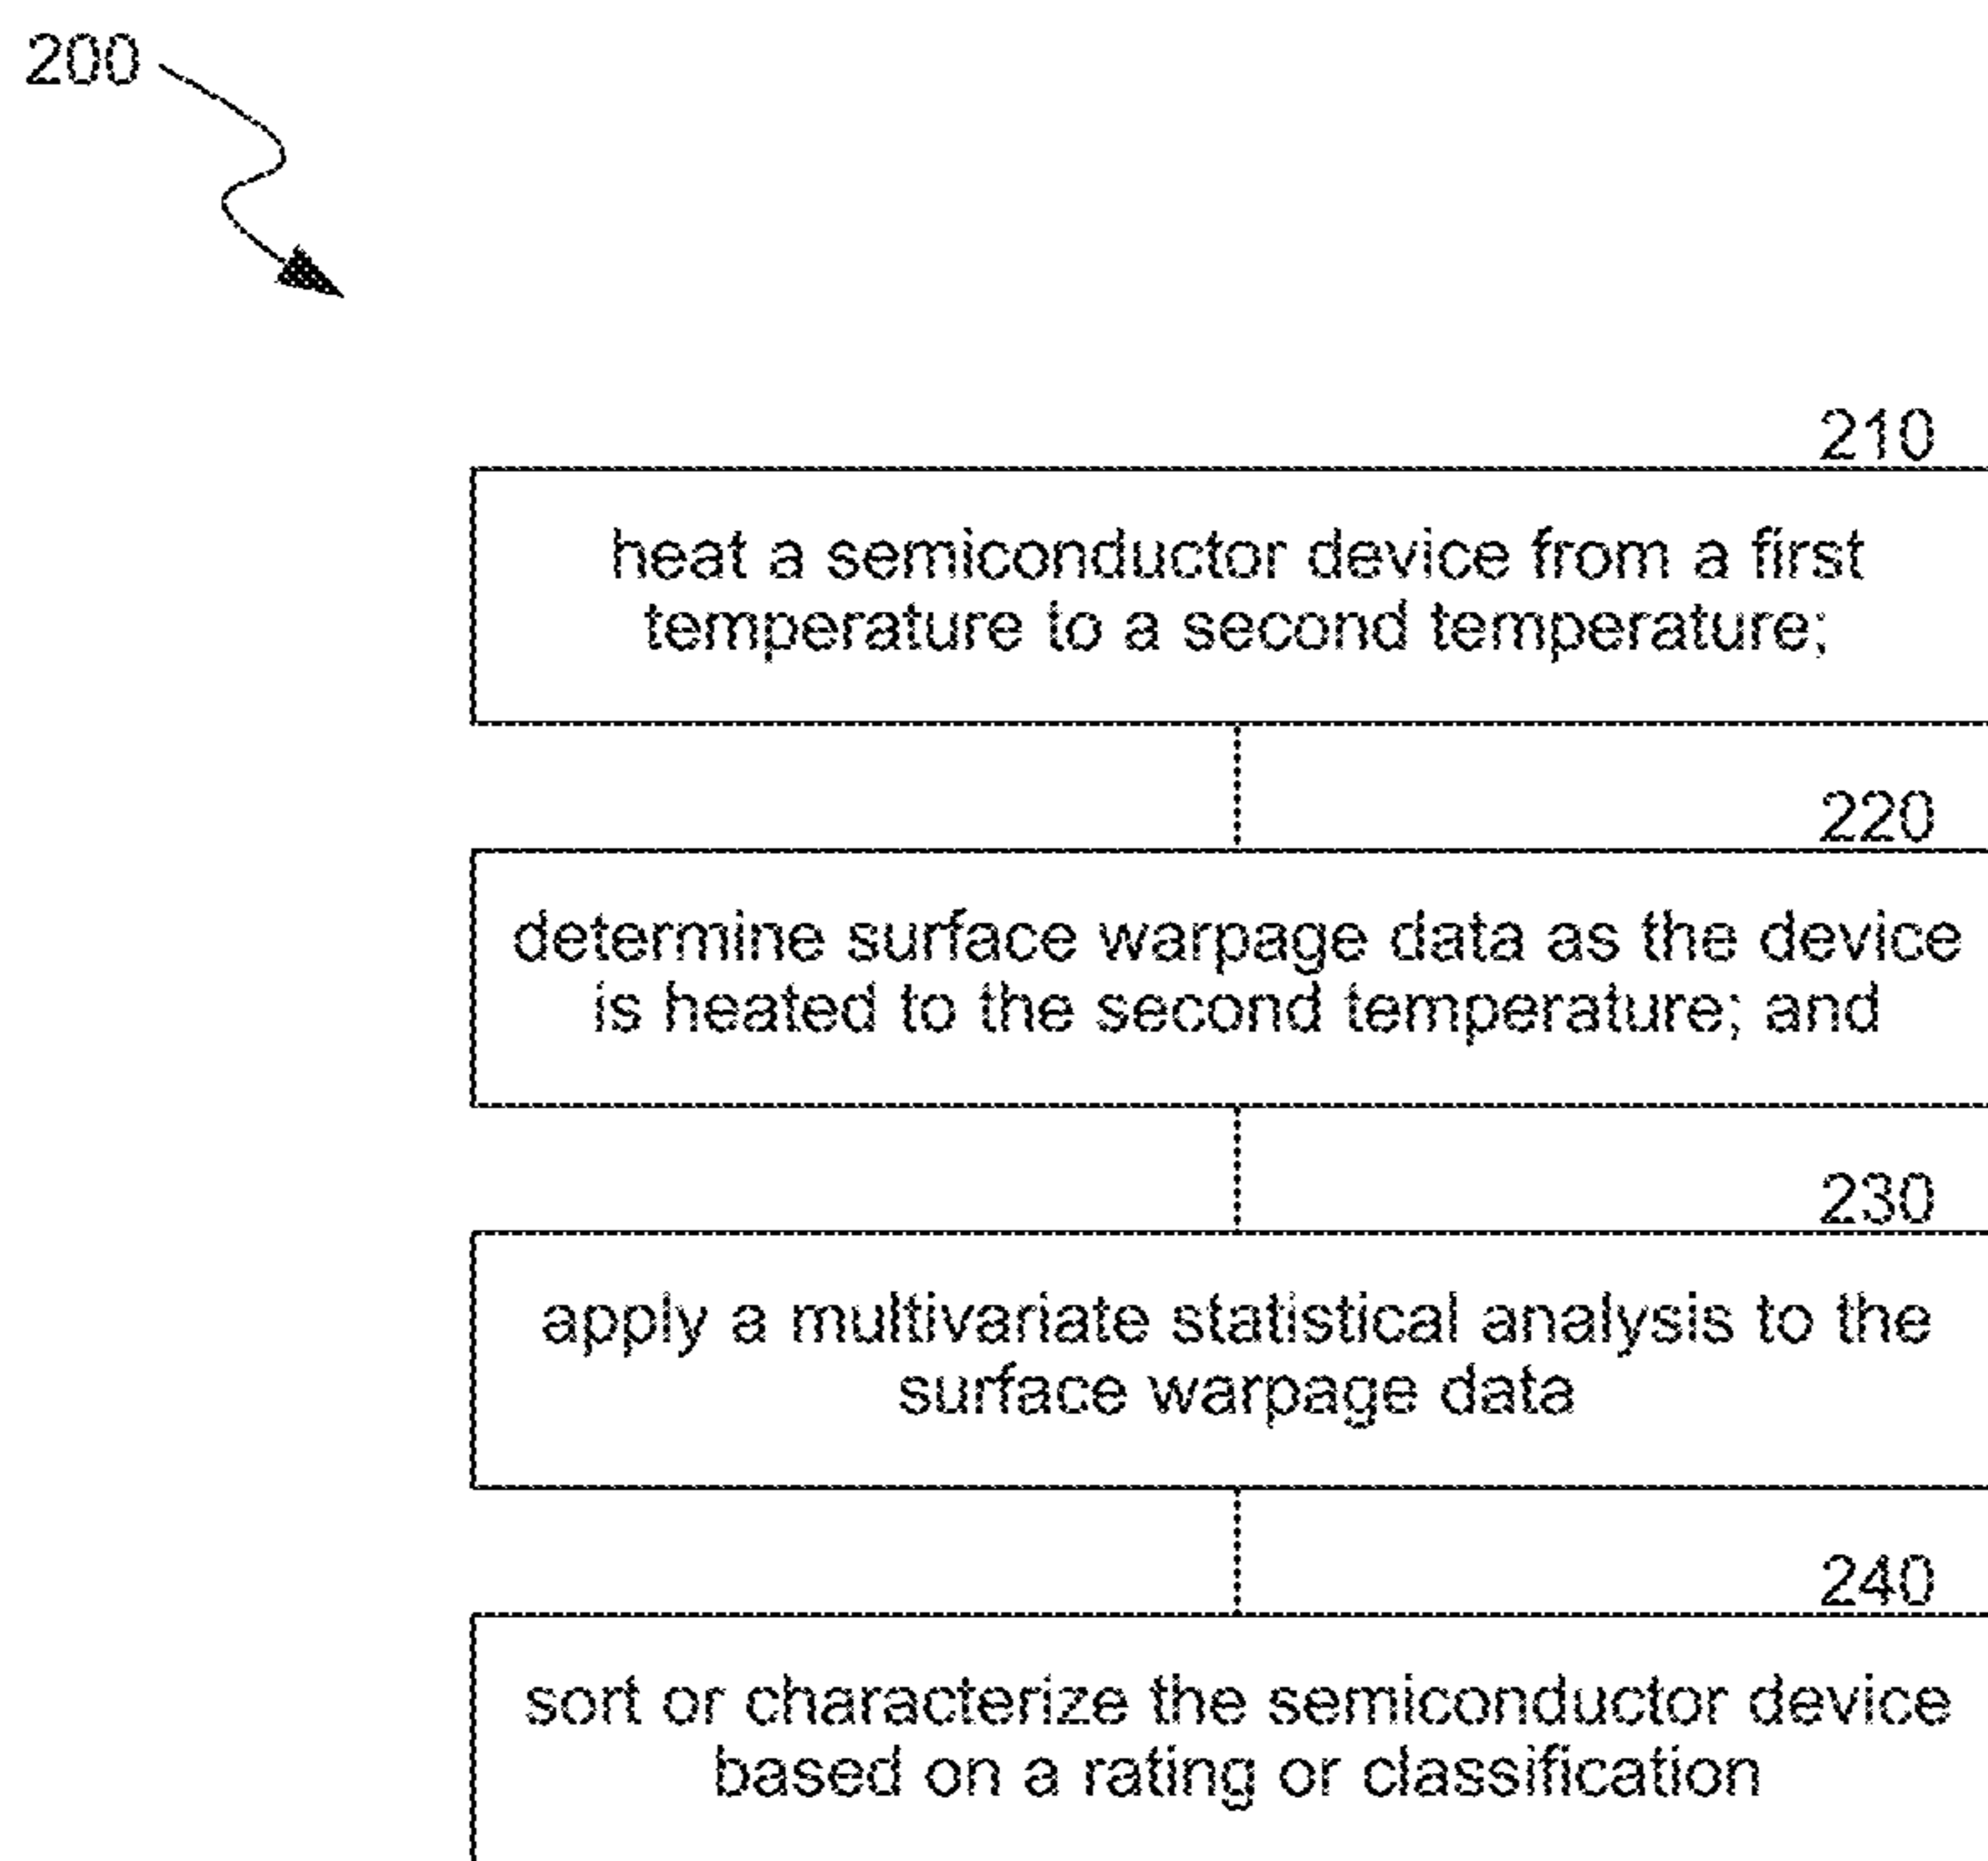 200
210
heat a semiconductor device from a first
temperature to a second temperature;
220
determine surface warpage data as the device
is heated to the second temperature; and
230
apply a multivariate statistical analysis to the
surface warpage data
240
sort or characterize the semiconductor device
based on a rating or classification